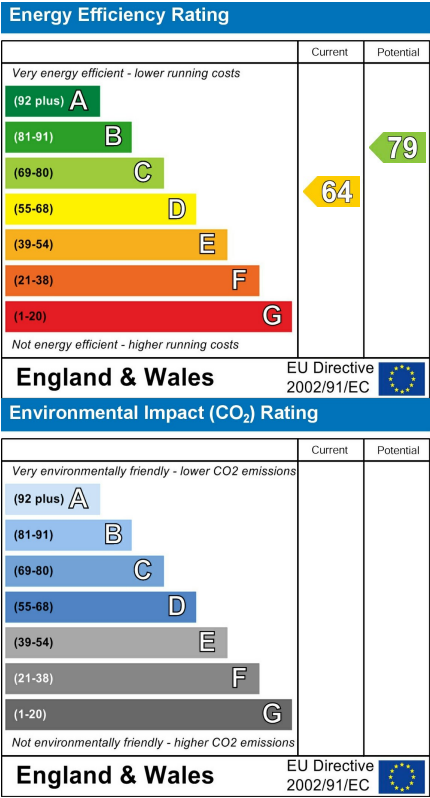 Energy Efficiency Rating
Current Potential
Very energy efficient - lower running costs
(92 plus) A
(81-91) B
79
(69-80) C
64
(55-68) D
(39-54) E
(21-38) F
(1-20) G
Not energy efficient - higher running costs
England & Wales
EU Directive
2002/91/EC
Environmental Impact (CO₂) Rating
Current Potential
Very environmentally friendly - lower CO2 emissions
(92 plus) A
(81-91) B
(69-80) C
(55-68) D
(39-54) E
(21-38) F
(1-20) G
Not environmentally friendly - higher CO2 emissions
England & Wales
EU Directive
2002/91/EC